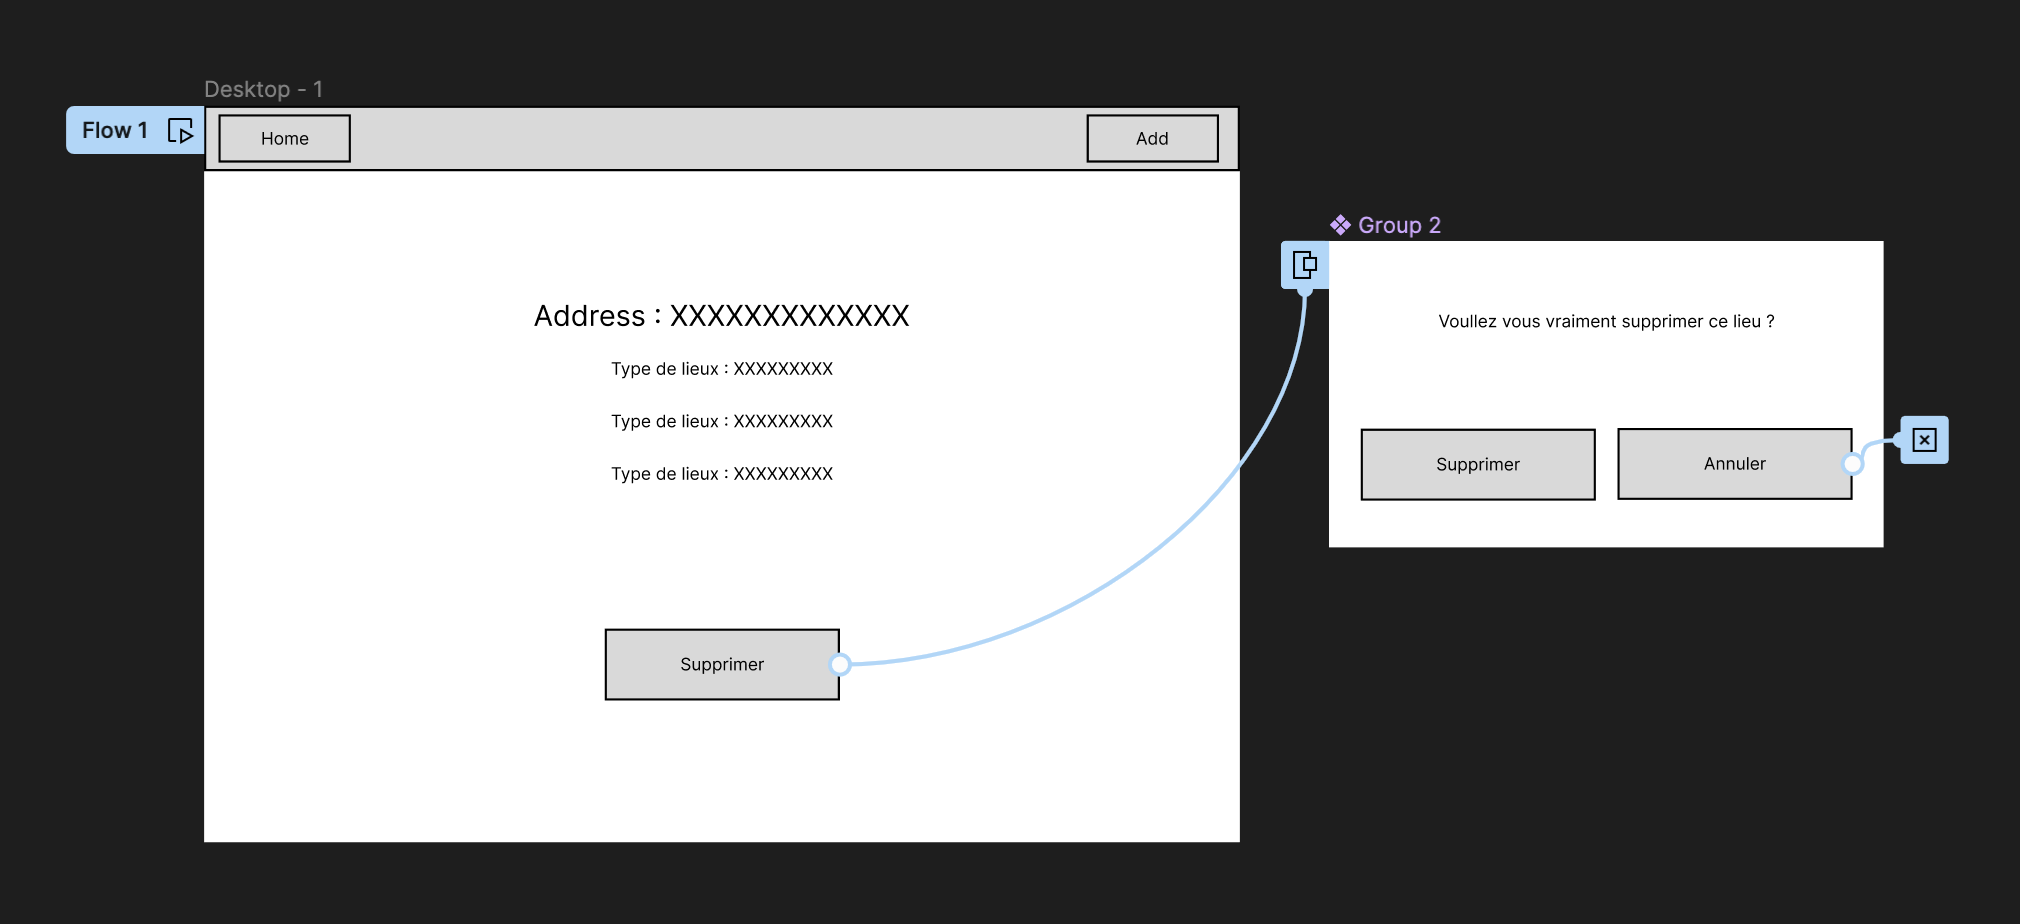 Desktop - 1
Flow 1
Home
Add
Address : XXXXXXXXXXXXX
Type de lieux : XXXXXXXXX
Type de lieux : XXXXXXXXX
Type de lieux : XXXXXXXXX
Supprimer
Group 2
Voullez vous vraiment supprimer ce lieu ?
Supprimer
Annuler